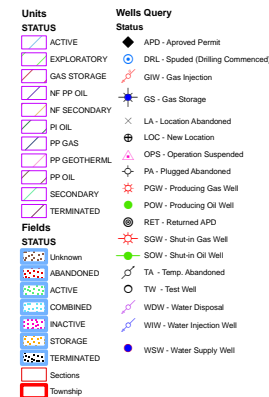 Units
STATUS
ACTIVE
EXPLORATORY
GAS STORAGE
NF PP OIL
NF SECONDARY
PI OIL
PP GAS
PP GEOTHERML
PP OIL
SECONDARY
TERMINATED
Fields
STATUS
Unknown
ABANDONED
ACTIVE
COMBINED
INACTIVE
STORAGE
TERMINATED
Sections
Township
Wells Query
Status
APD - Aproved Permit
DRL - Spuded (Drilling Commenced)
GIW - Gas Injection
GS - Gas Storage
LA - Location Abandoned
LOC - New Location
OPS - Operation Suspended
PA - Plugged Abandoned
PGW - Producing Gas Well
POW - Producing Oil Well
RET - Returned APD
SGW - Shut-in Gas Well
SOW - Shut-in Oil Well
TA - Temp. Abandoned
TW - Test Well
WDW - Water Disposal
WIW - Water Injection Well
WSW - Water Supply Well